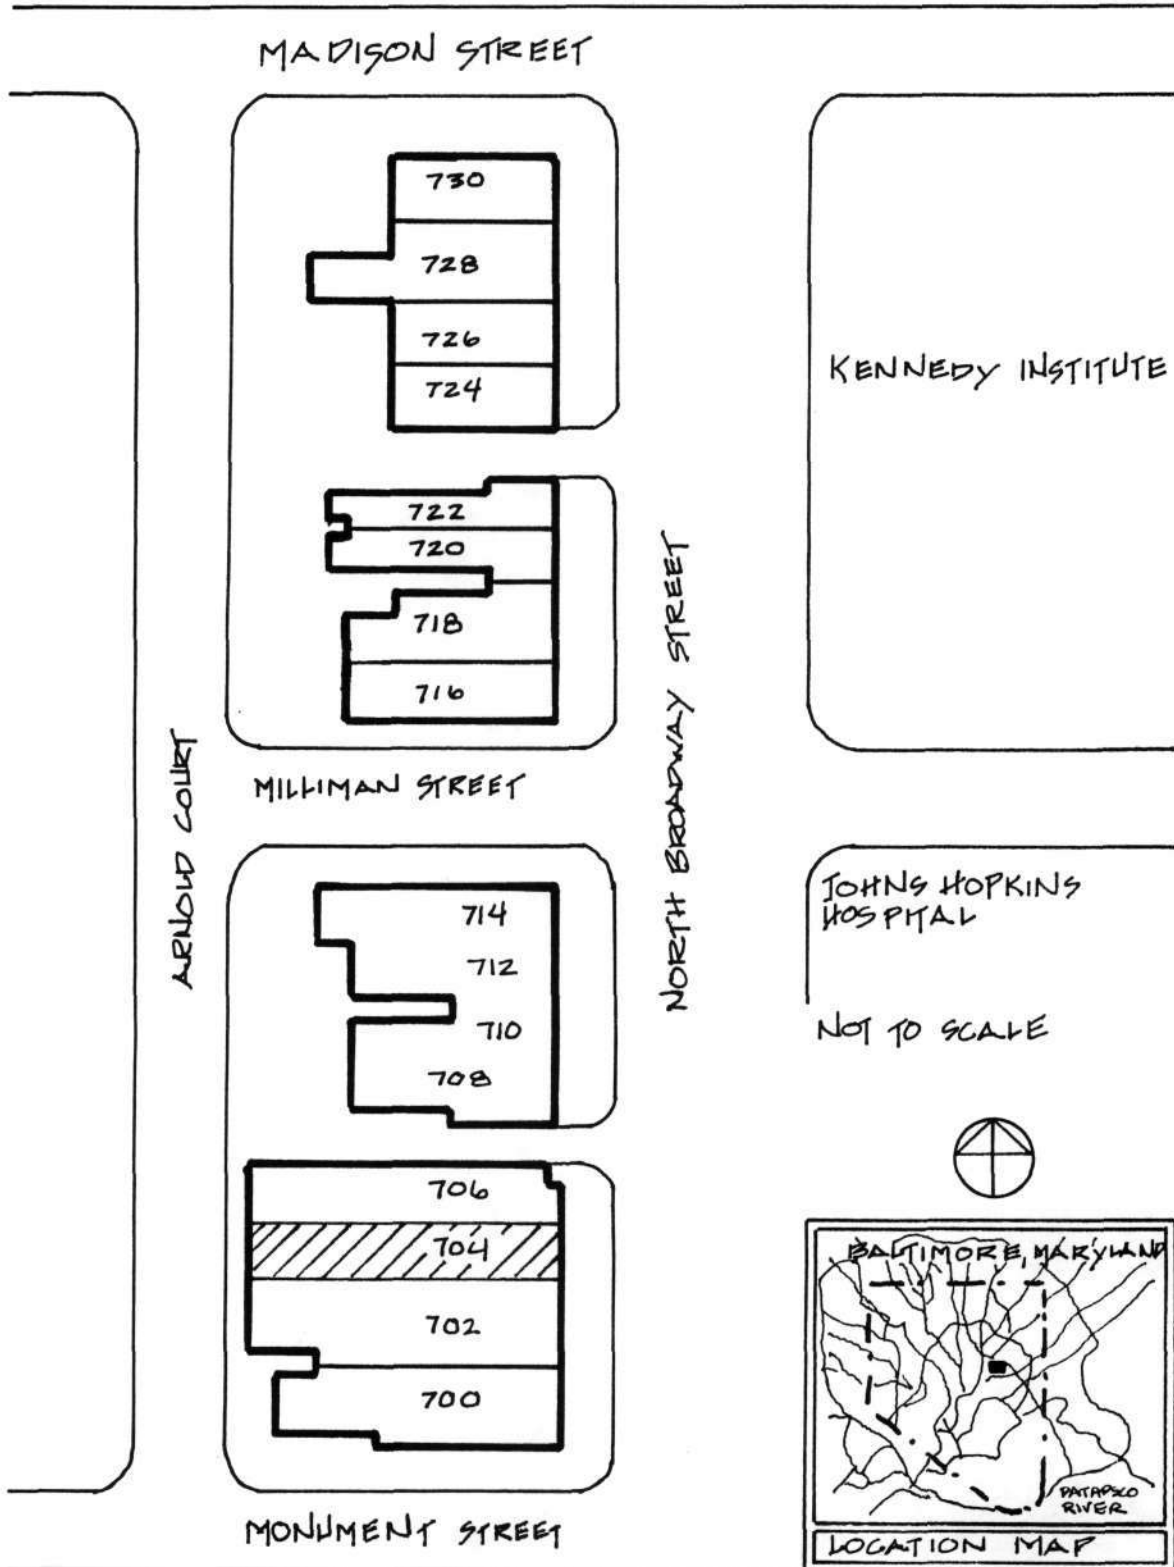 MADISON STREET
730
728
726
724
KENNEDY INSTITUTE
722
720
718
716
NORTH BROADWAY STREET
ARNOLD COURT
MILLIMAN STREET
714
712
710
708
JOHNS HOPKINS
HOSPITAL
NOT TO SCALE
706
704
702
700
MONUMENT STREET
BALTIMORE, MARYLAND
PATAPSCO
RIVER
LOCATION MAP